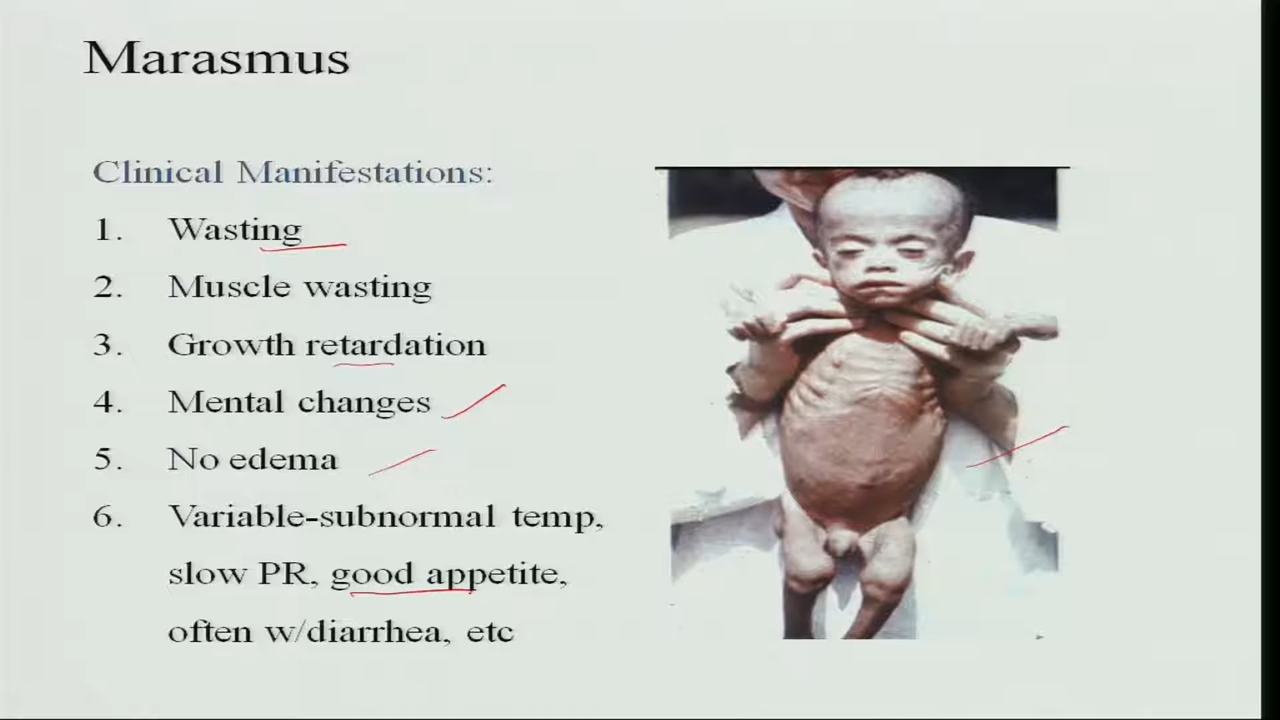 Marasmus
Clinical Manifestations:
1. Wasting
2. Muscle wasting
3. Growth retardation
4. Mental changes
5. No edema
6. Variable-subnormal temp,
slow PR, good appetite,
often w/diarrhea, etc